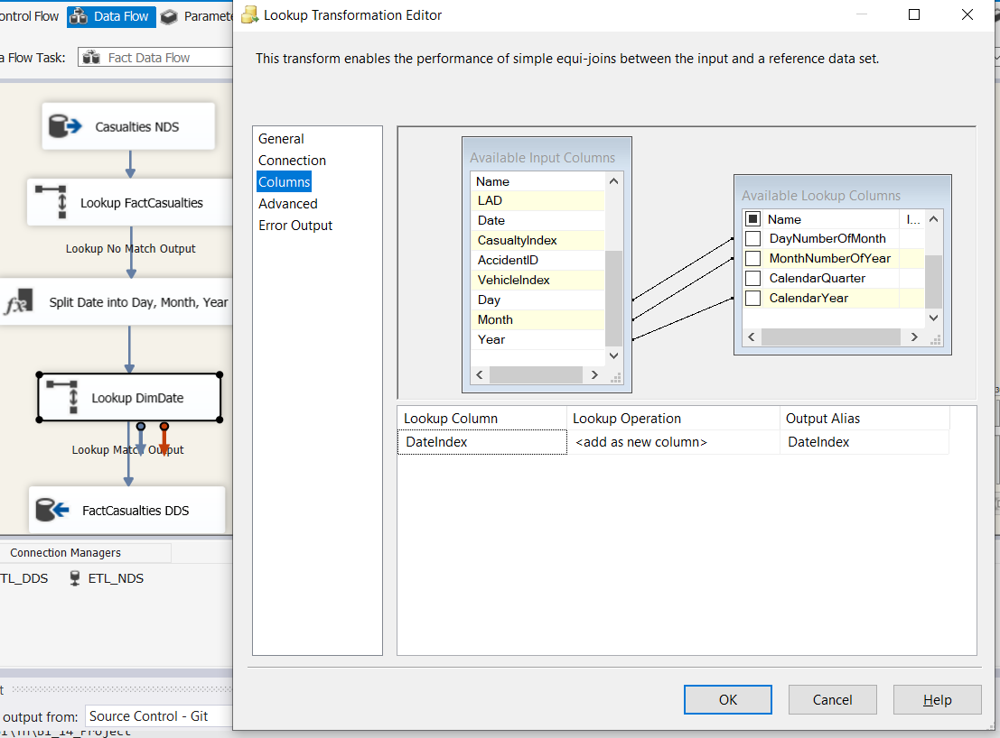 ontrol Flow
Data Flow
Paramete
a Flow Task:
Fact Data Flow
Casualties NDS
Lookup FactCasualties
Lookup No Match Output
Split Date into Day, Month, Year
Lookup DimDate
Lookup Match Output
FactCasualties DDS
Connection Managers
TL_DDS
ETL_NDS
t
output from:
Source Control - Git
Lookup Transformation Editor
This transform enables the performance of simple equi-joins between the input and a reference data set.
General
Connection
Columns
Advanced
Error Output
Available Input Columns
Name
LAD
Date
CasualtyIndex
AccidentID
VehicleIndex
Day
Month
Year
Available Lookup Columns
Name I...
DayNumberOfMonth
MonthNumberOfYear
CalendarQuarter
CalendarYear
Lookup Column Lookup Operation Output Alias
DateIndex <add as new column> DateIndex
OK
Cancel
Help